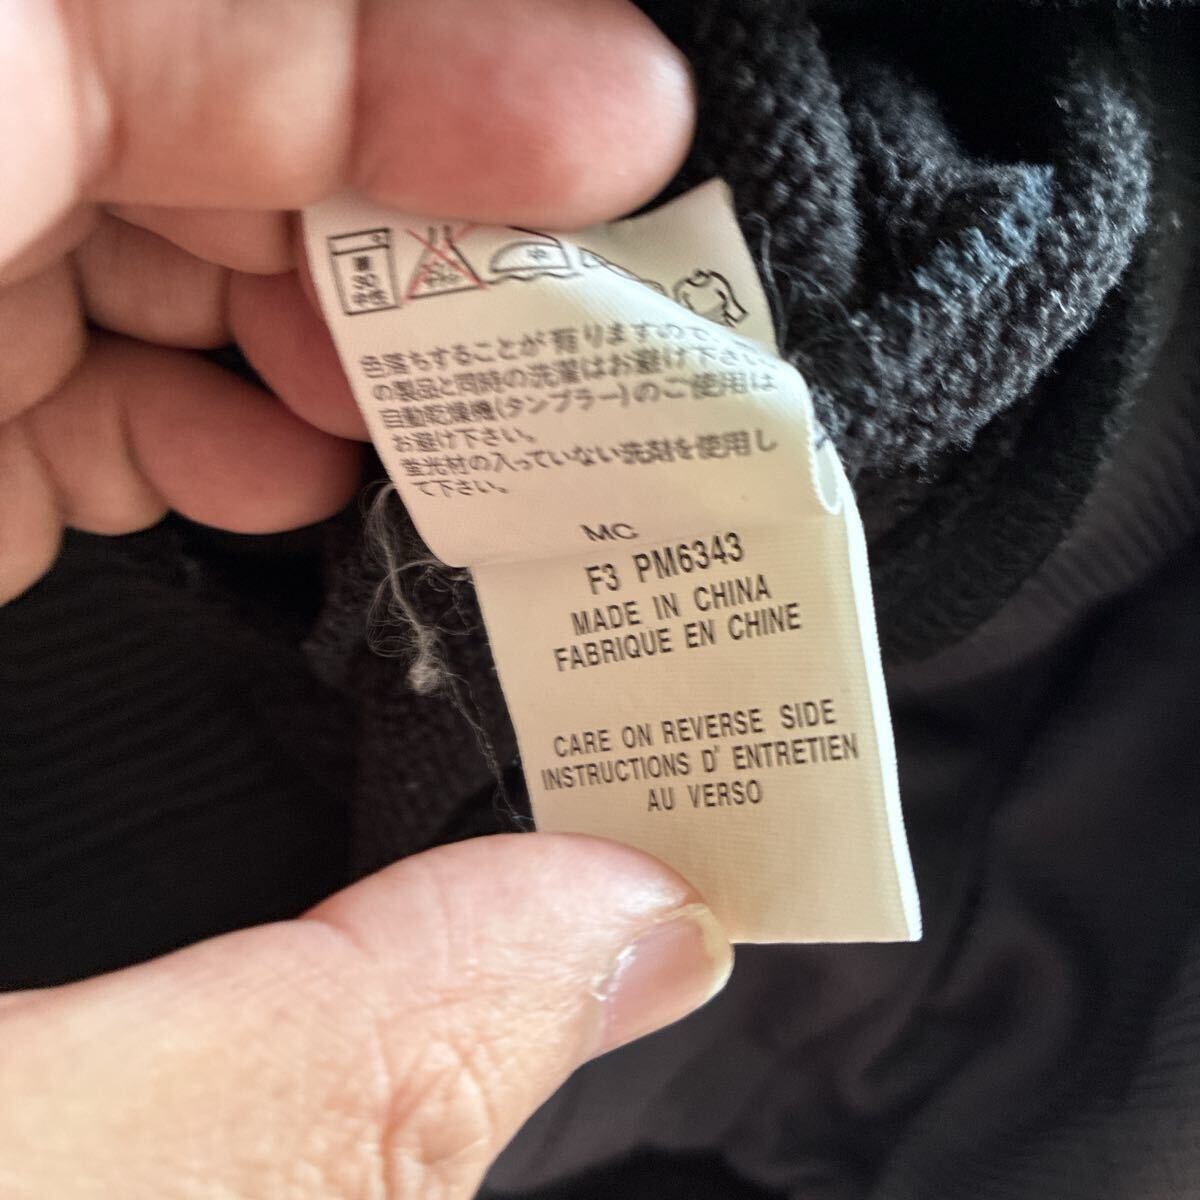 中
色落ちすることが有りますので、
の製品と同時の洗濯はお避け下さい。
自動乾燥機(タンブラー)のご使用は
お避け下さい。
蛍光材の入っていない洗剤を使用し
て下さい。
MC
F3 PM6343
MADE IN CHINA
FABRIQUE EN CHINE
CARE ON REVERSE SIDE
INSTRUCTIONS D' ENTRETIEN
AU VERSO